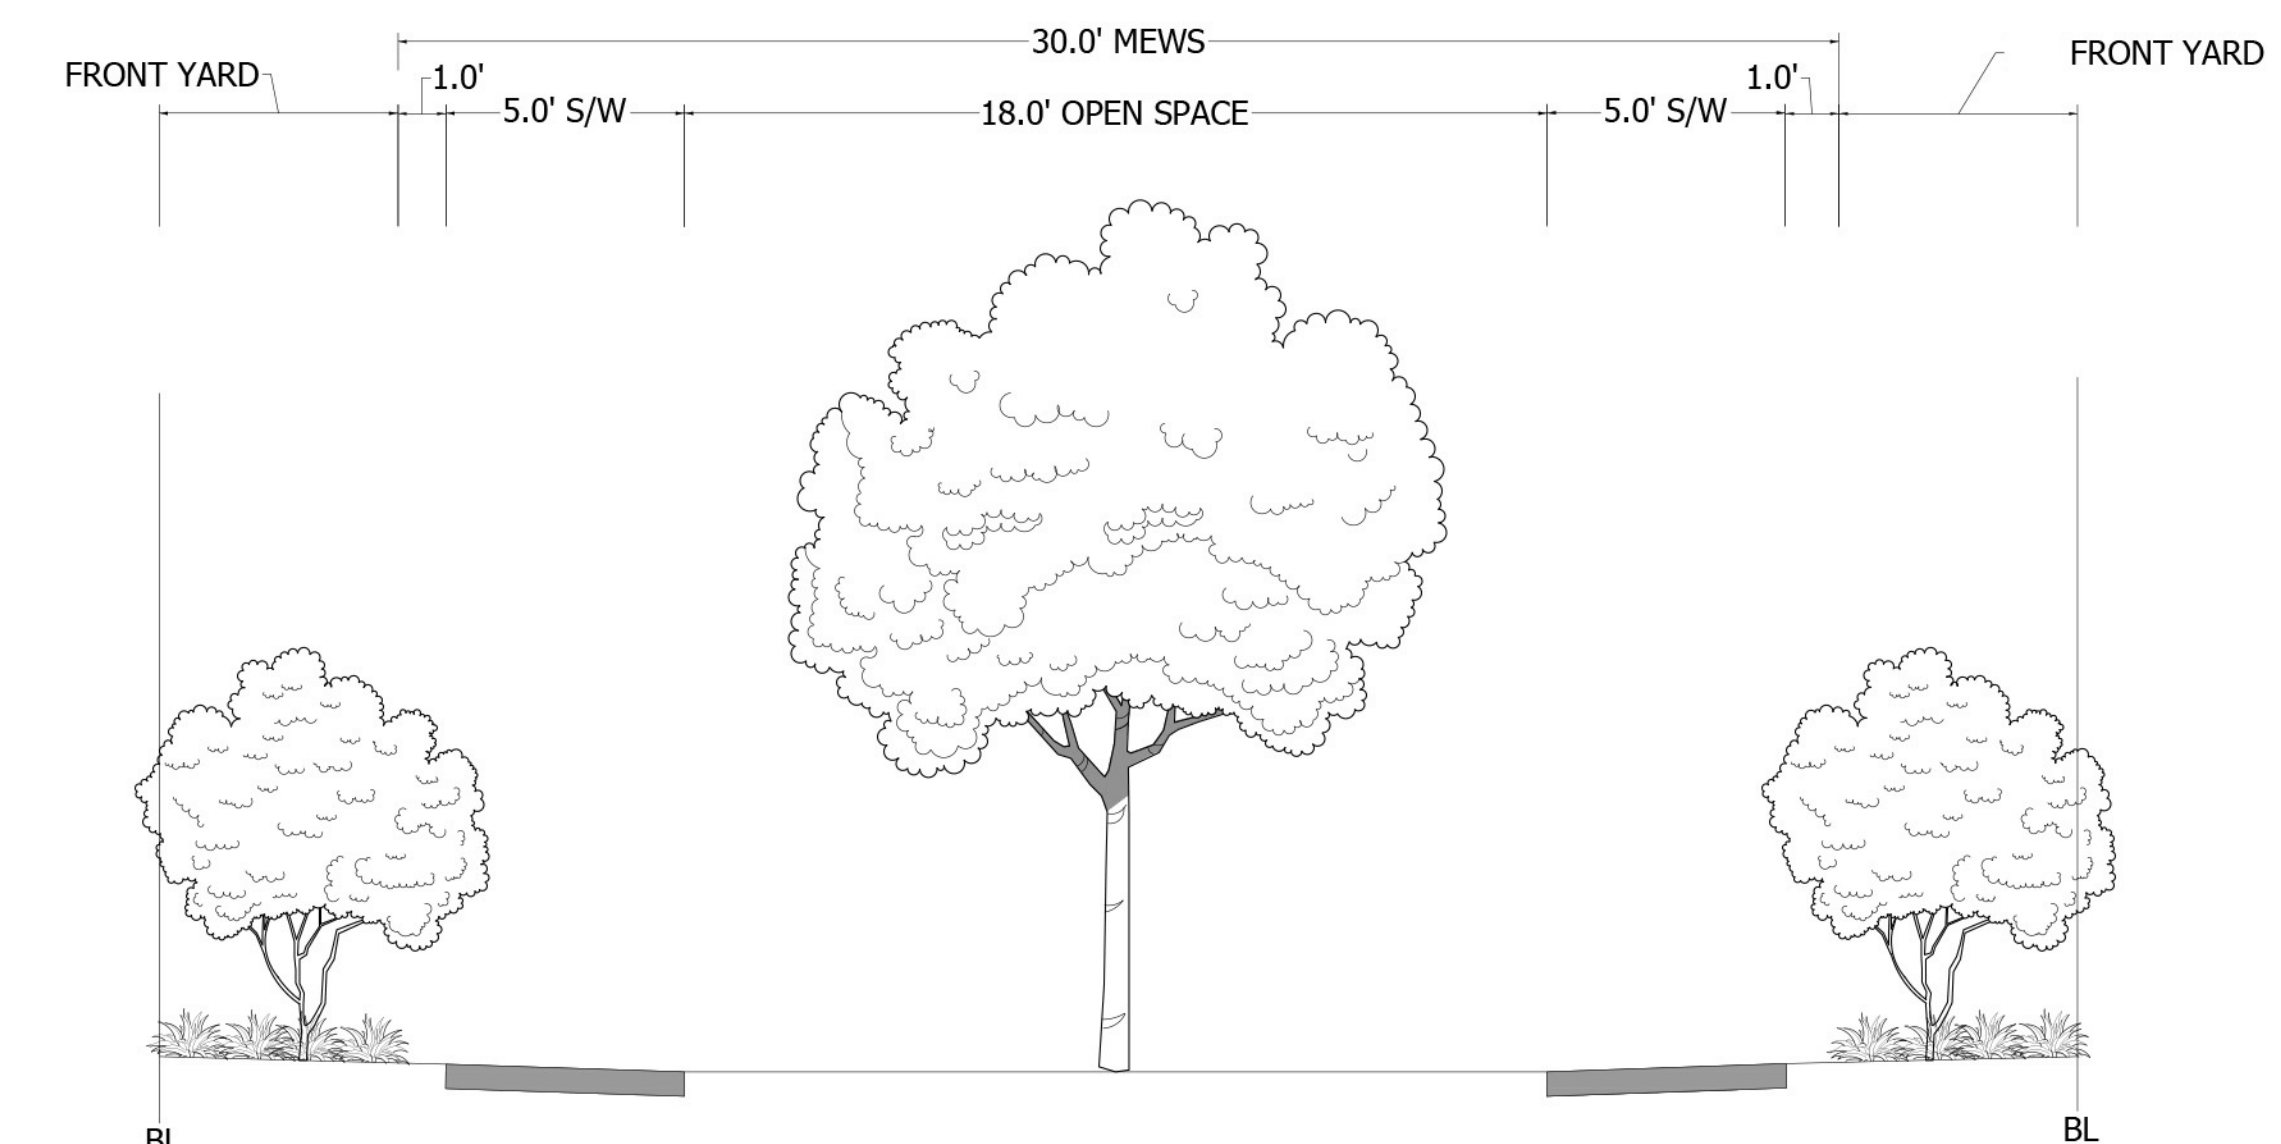 30.0' MEWS
FRONT YARD
FRONT YARD
1.0'
1.0'
5.0' S/W
18.0' OPEN SPACE
5.0' S/W
BL
BL